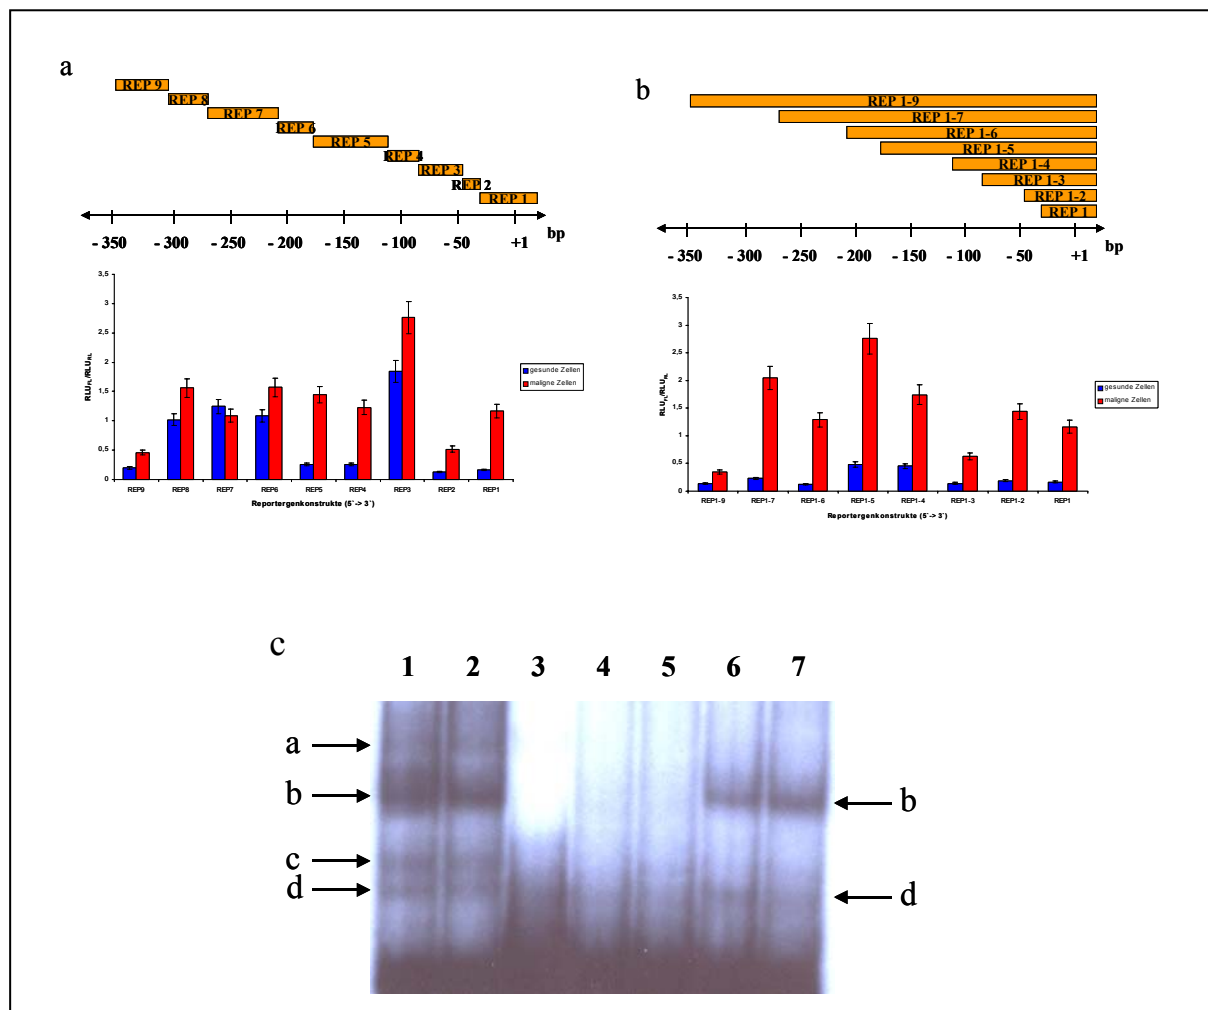 a
REP 9
REP 8
REP 7
REP 6
REP 5
REP 4
REP 3
REP 2
REP 1
bp
- 350 - 300 - 250 - 200 - 150 - 100 - 50 +1
3,5
3
2,5
2
1,5
1
0,5
0
RLU_FL/RLU_RL
gesunde Zellen
maligne Zellen
REP9 REP8 REP7 REP6 REP5 REP4 REP3 REP2 REP1
Reportergenkonstrukte (5´-> 3´)
b
REP 1-9
REP 1-7
REP 1-6
REP 1-5
REP 1-4
REP 1-3
REP 1-2
REP 1
bp
- 350 - 300 - 250 - 200 - 150 - 100 - 50 +1
3,5
3
2,5
2
1,5
1
0,5
0
RLU_FL/RLU_RL
gesunde Zellen
maligne Zellen
REP1-9 REP1-7 REP1-6 REP1-5 REP1-4 REP1-3 REP1-2 REP1
Reportergenkonstrukte (5´-> 3´)
c
1 2 3 4 5 6 7
a
b
c
d
b
d